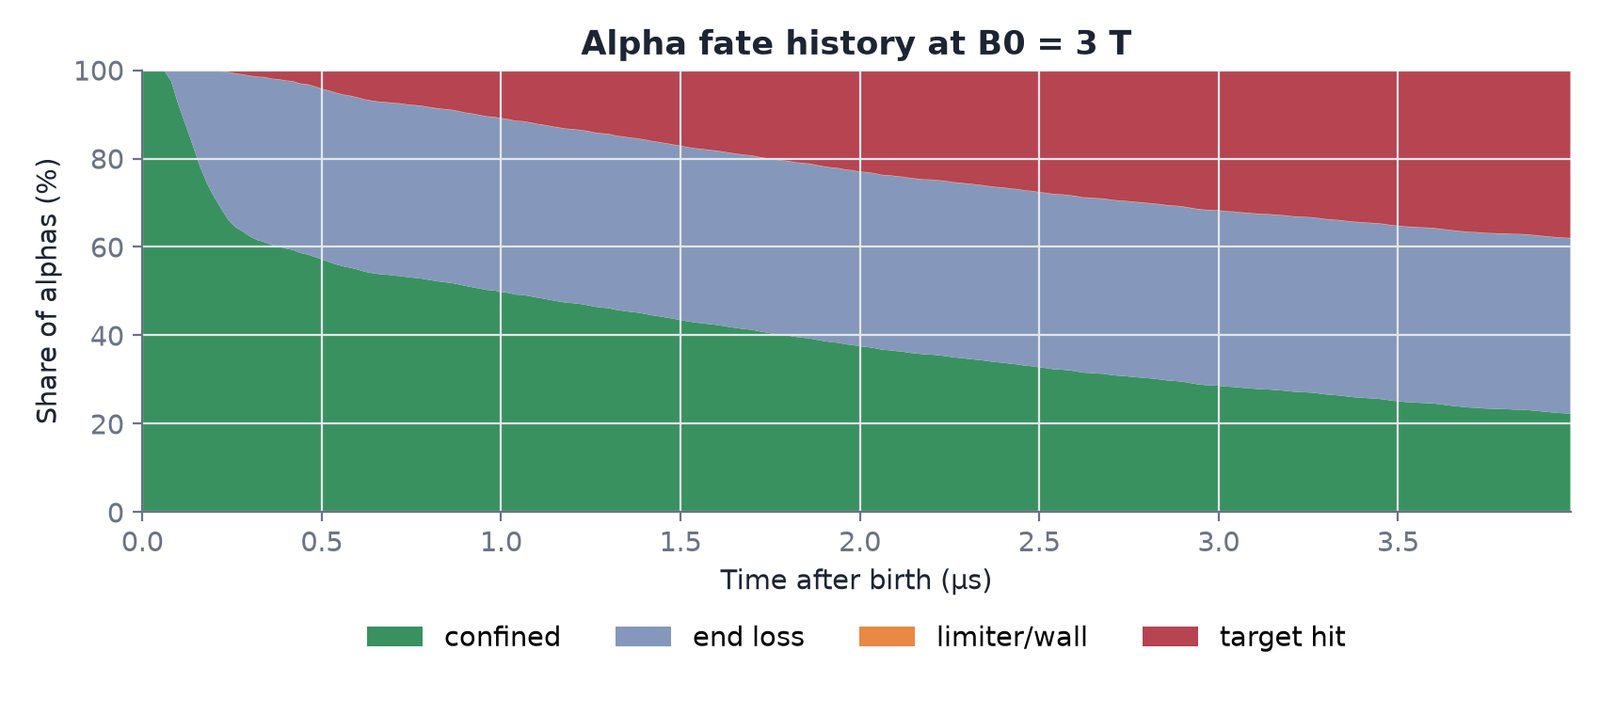 Alpha fate history at B0 = 3 T
Share of alphas (%)
100
80
60
40
20
0
0.0 0.5 1.0 1.5 2.0 2.5 3.0 3.5
Time after birth (µs)
confined end loss limiter/wall target hit